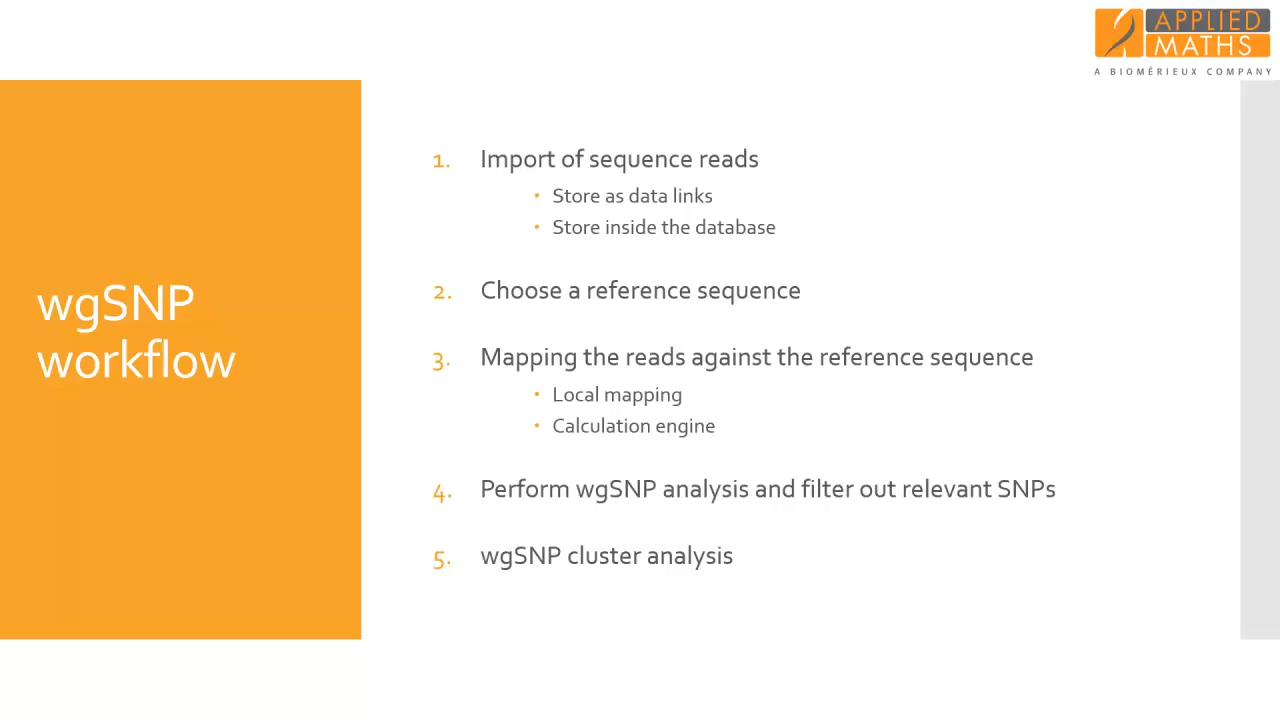 APPLIED
MATHS
A BIOMÉRIEUX COMPANY
wgSNP
workflow
1. Import of sequence reads
• Store as data links
• Store inside the database
2. Choose a reference sequence
3. Mapping the reads against the reference sequence
• Local mapping
• Calculation engine
4. Perform wgSNP analysis and filter out relevant SNPs
5. wgSNP cluster analysis